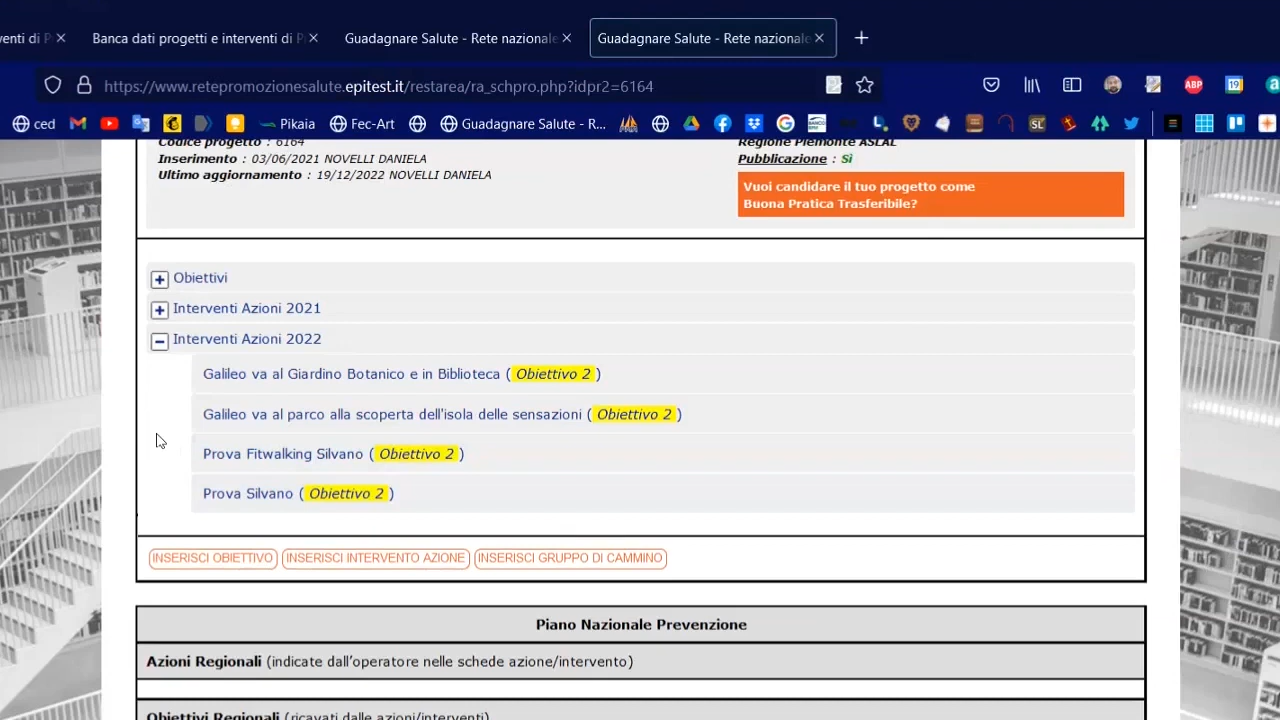 venti di P
Banca dati progetti e interventi di P
Guadagnare Salute - Rete nazionale
Guadagnare Salute - Rete nazionale
https://www.retepromozionesalute.epitest.it/restarea/ra_schpro.php?idpr2=6164
ABP
19
ced
Pikaia
Fec-Art
Guadagnare Salute - R...
SL
Codice progetto : 6164
Inserimento : 03/06/2021 NOVELLI DANIELA
Ultimo aggiornamento : 19/12/2022 NOVELLI DANIELA
Regione Piemonte ASLAL
Pubblicazione : Sì
Vuoi candidare il tuo progetto come
Buona Pratica Trasferibile?
Obiettivi
Interventi Azioni 2021
Interventi Azioni 2022
Galileo va al Giardino Botanico e in Biblioteca ( Obiettivo 2 )
Galileo va al parco alla scoperta dell'isola delle sensazioni ( Obiettivo 2 )
Prova Fitwalking Silvano ( Obiettivo 2 )
Prova Silvano ( Obiettivo 2 )
INSERISCI OBIETTIVO INSERISCI INTERVENTO AZIONE INSERISCI GRUPPO DI CAMMINO
Piano Nazionale Prevenzione
Azioni Regionali (indicate dall'operatore nelle schede azione/intervento)
Obiettivi Regionali (ricavati dalle azioni/interventi)